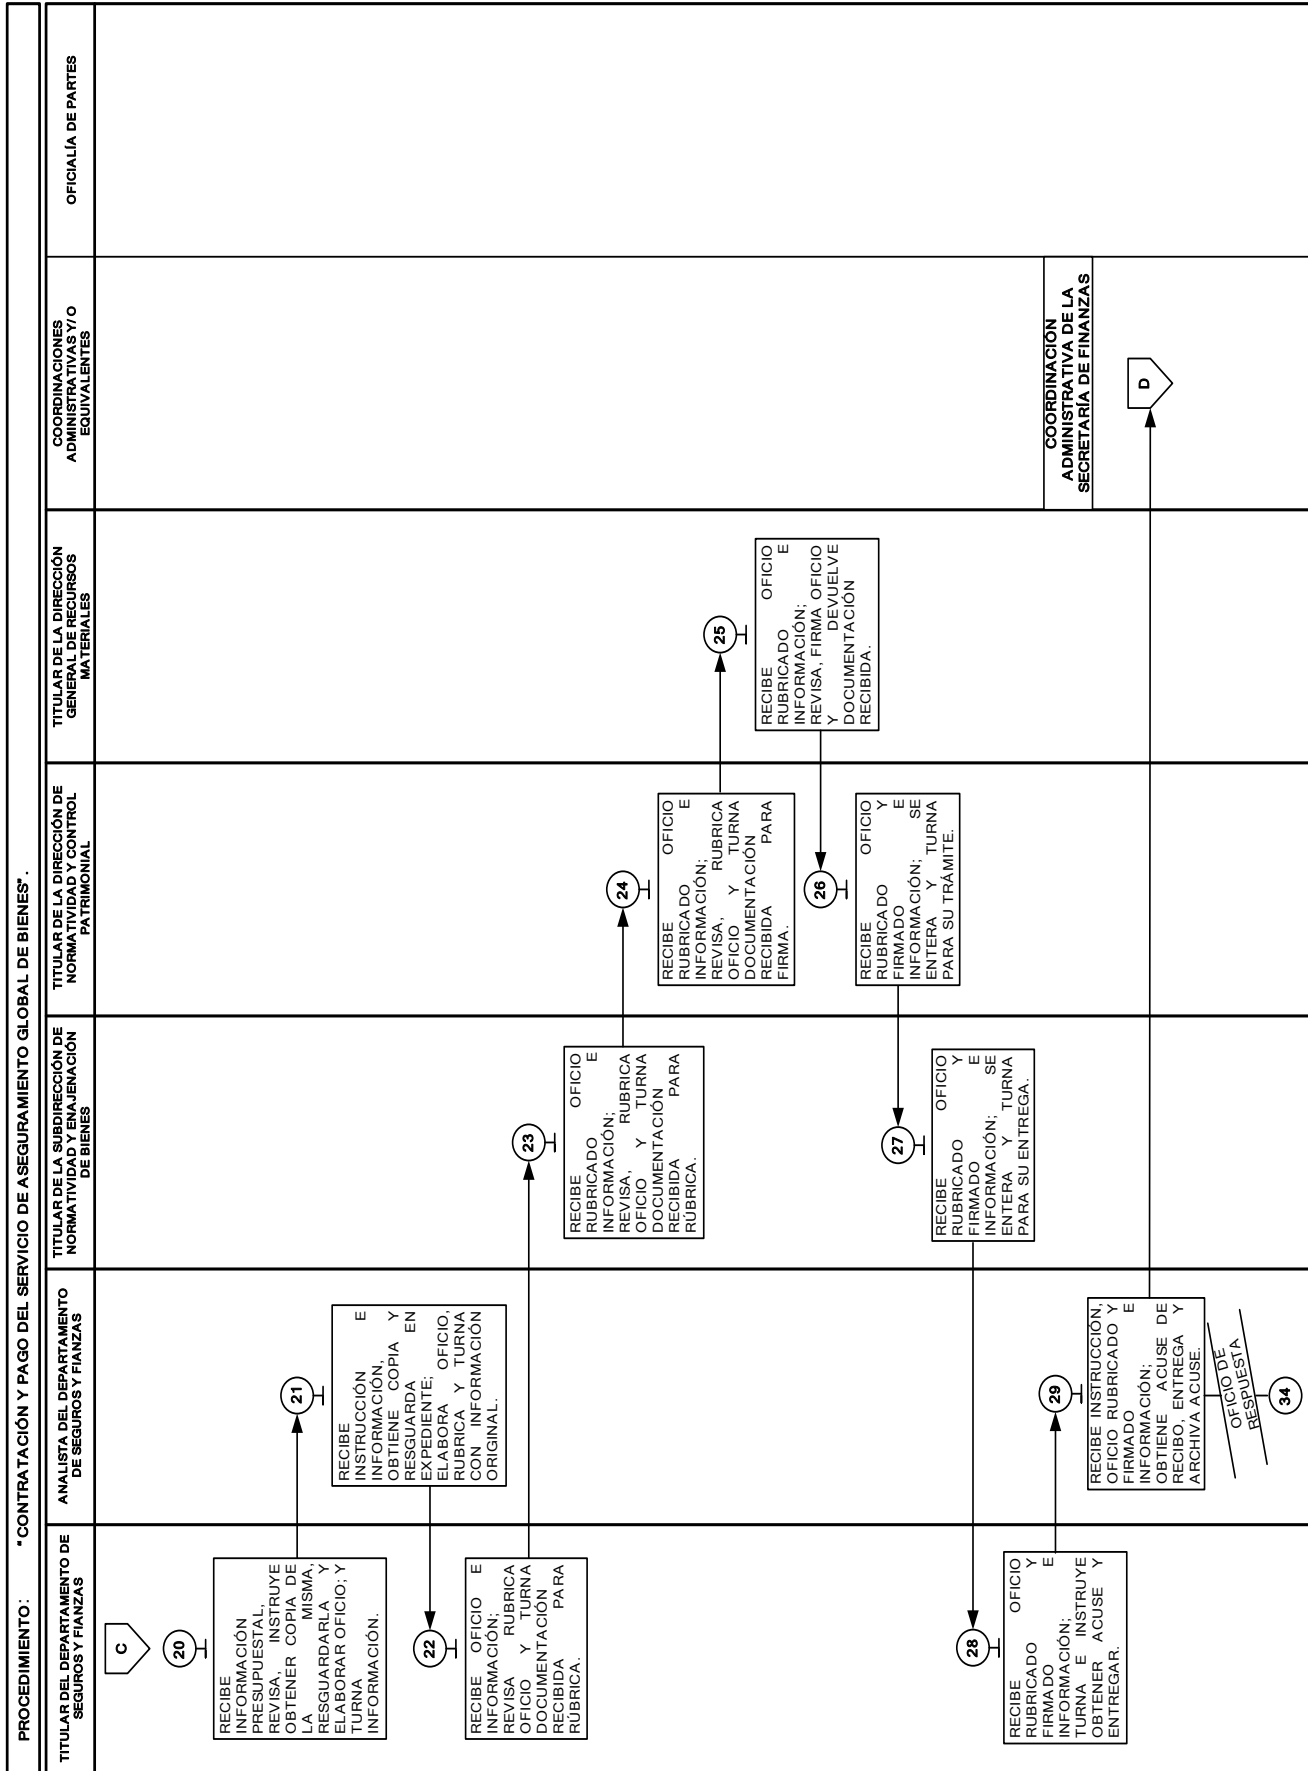 PROCEDIMIENTO: "CONTRATACIÓN Y PAGO DEL SERVICIO DE ASEGURAMIENTO GLOBAL DE BIENES".
TITULAR DEL DEPARTAMENTO DE
SEGUROS Y FIANZAS
ANALISTA DEL DEPARTAMENTO
DE SEGUROS Y FIANZAS
TITULAR DE LA SUBDIRECCIÓN DE
NORMATIVIDAD Y ENAJENACIÓN
DE BIENES
TITULAR DE LA DIRECCIÓN DE
NORMATIVIDAD Y CONTROL
PATRIMONIAL
TITULAR DE LA DIRECCIÓN
GENERAL DE RECURSOS
MATERIALES
COORDINACIONES
ADMINISTRATIVAS Y/O
EQUIVALENTES
OFICIALÍA DE PARTES
C
20
RECIBE
INFORMACIÓN
PRESUPUESTAL,
REVISA, INSTRUYE
OBTENER COPIA DE
LA MISMA,
RESGUARDARLA Y
ELABORAR OFICIO; Y
TURNA
INFORMACIÓN.
21
RECIBE
INSTRUCCIÓN E
INFORMACIÓN,
OBTIENE COPIA Y
RESGUARDA EN
EXPEDIENTE;
ELABORA OFICIO,
RUBRICA Y TURNA
CON INFORMACIÓN
ORIGINAL.
22
RECIBE OFICIO E
INFORMACIÓN;
REVISA RUBRICA
OFICIO Y TURNA
DOCUMENTACIÓN
RECIBIDA PARA
RÚBRICA.
23
RECIBE OFICIO
RUBRICADO E
INFORMACIÓN;
REVISA, RUBRICA
OFICIO Y TURNA
DOCUMENTACIÓN
RECIBIDA PARA
RÚBRICA.
24
RECIBE OFICIO
RUBRICADO E
INFORMACIÓN;
REVISA, RUBRICA
OFICIO Y TURNA
DOCUMENTACIÓN
RECIBIDA PARA
FIRMA.
25
RECIBE OFICIO
RUBRICADO E
INFORMACIÓN;
REVISA, FIRMA OFICIO
Y DEVUELVE
DOCUMENTACIÓN
RECIBIDA.
26
RECIBE OFICIO
RUBRICADO Y
FIRMADO E
INFORMACIÓN; SE
ENTERA Y TURNA
PARA SU TRÁMITE.
27
RECIBE OFICIO
RUBRICADO Y
FIRMADO E
INFORMACIÓN; SE
ENTERA Y TURNA
PARA SU ENTREGA.
28
RECIBE OFICIO
RUBRICADO Y
FIRMADO E
INFORMACIÓN;
TURNA E INSTRUYE
OBTENER ACUSE Y
ENTREGAR.
29
RECIBE INSTRUCCIÓN,
OFICIO RUBRICADO Y
FIRMADO E
INFORMACIÓN;
OBTIENE ACUSE DE
RECIBO, ENTREGA Y
ARCHIVA ACUSE.
OFICIO DE
RESPUESTA
34
COORDINACIÓN
ADMINISTRATIVA DE LA
SECRETARÍA DE FINANZAS
D